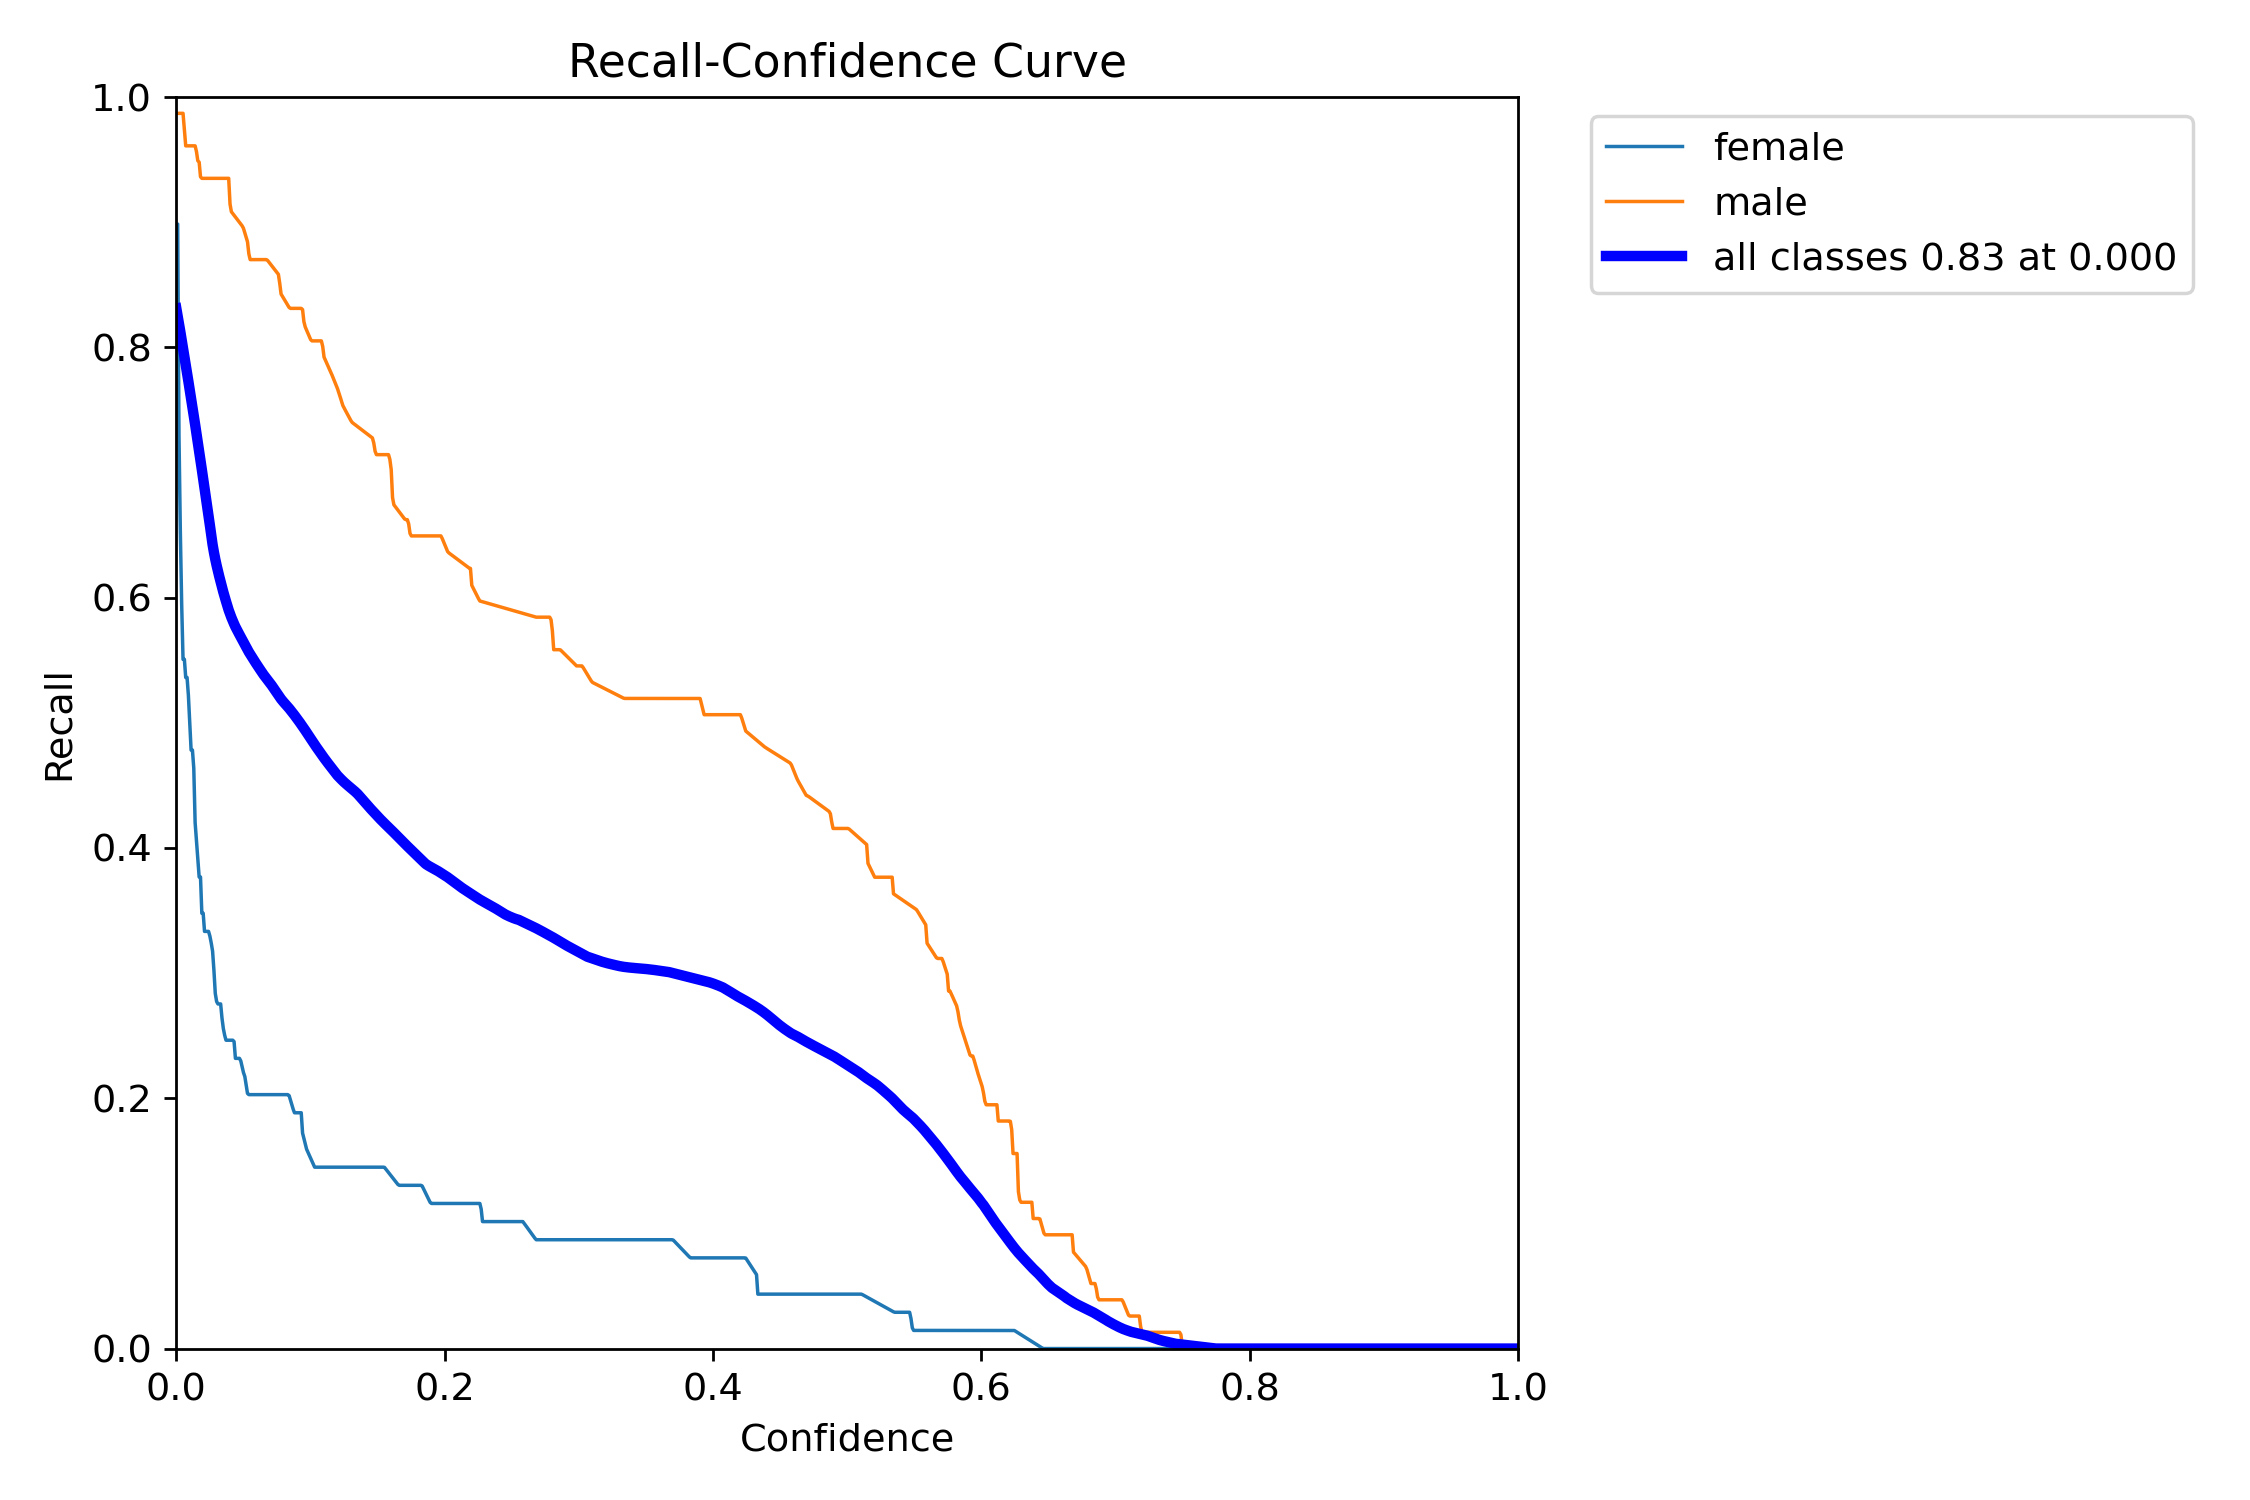 Recall-Confidence Curve
1.0
0.8
0.6
0.4
0.2
0.0
Recall
0.0 0.2 0.4 0.6 0.8 1.0
Confidence
female
male
all classes 0.83 at 0.000